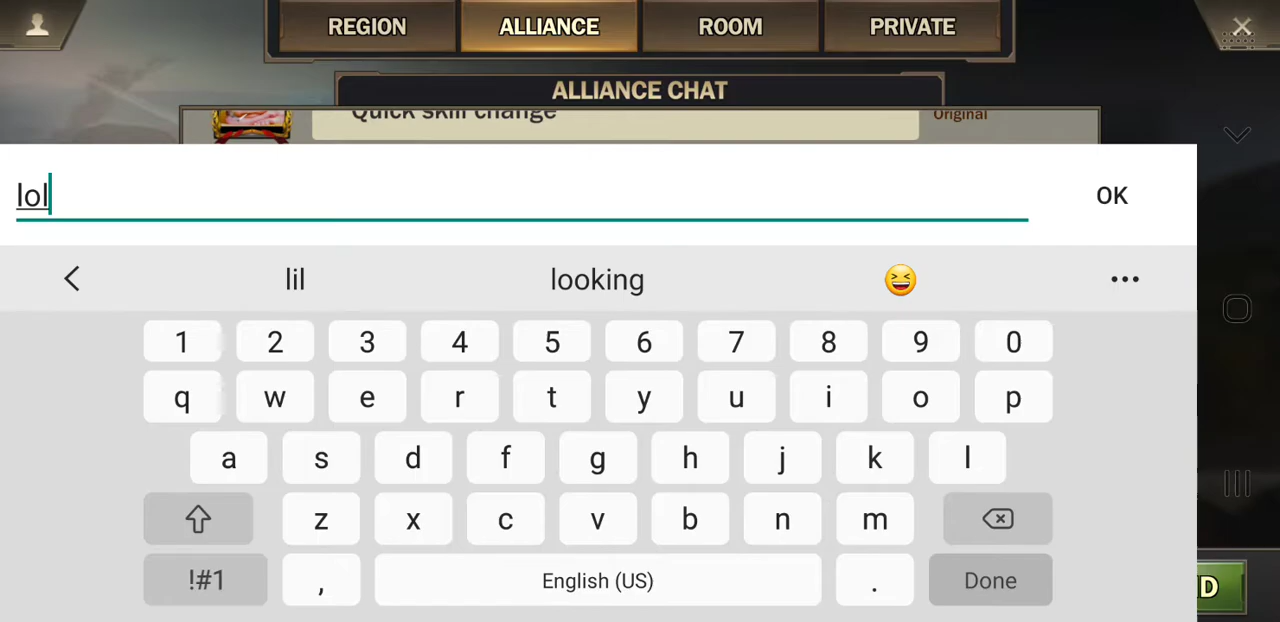 REGION ALLIANCE ROOM PRIVATE
ALLIANCE CHAT
Quick skill change Original
lol OK
lil looking
1 2 3 4 5 6 7 8 9 0
q w e r t y u i o p
a s d f g h j k l
z x c v b n m
!#1 , English (US) . Done
D